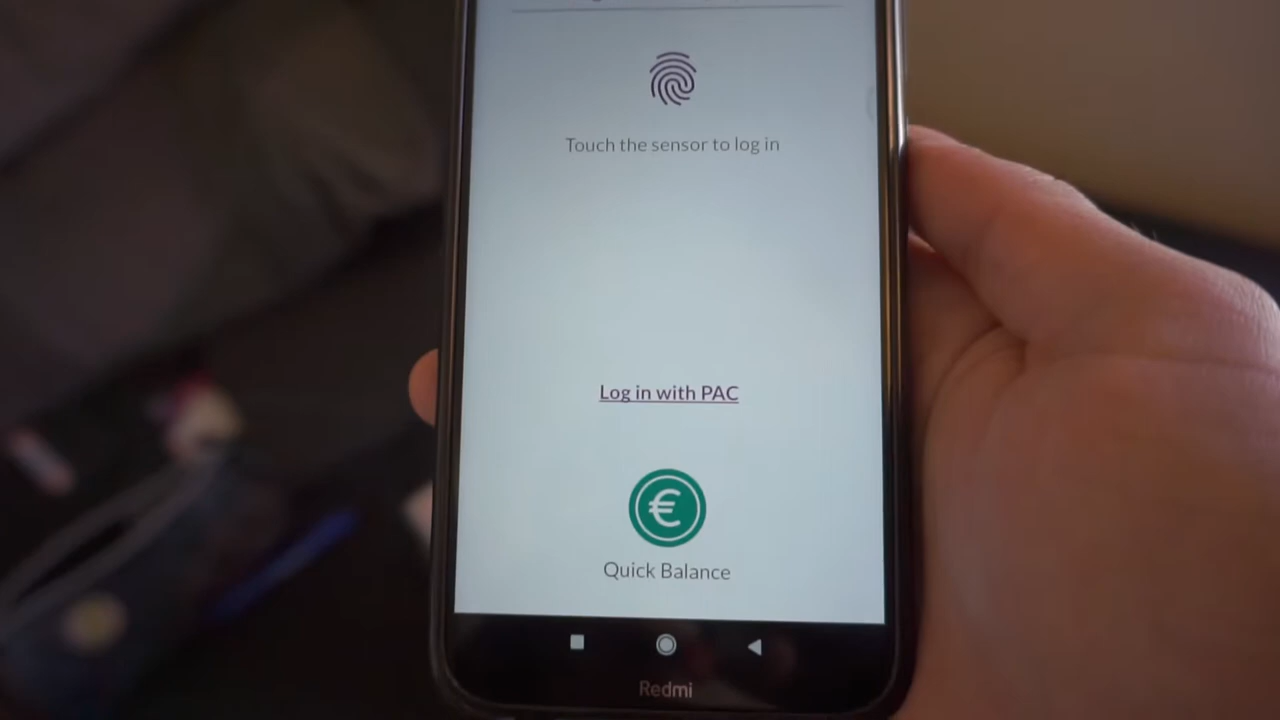 Touch the sensor to log in
Log in with PAC
€
Quick Balance
Redmi